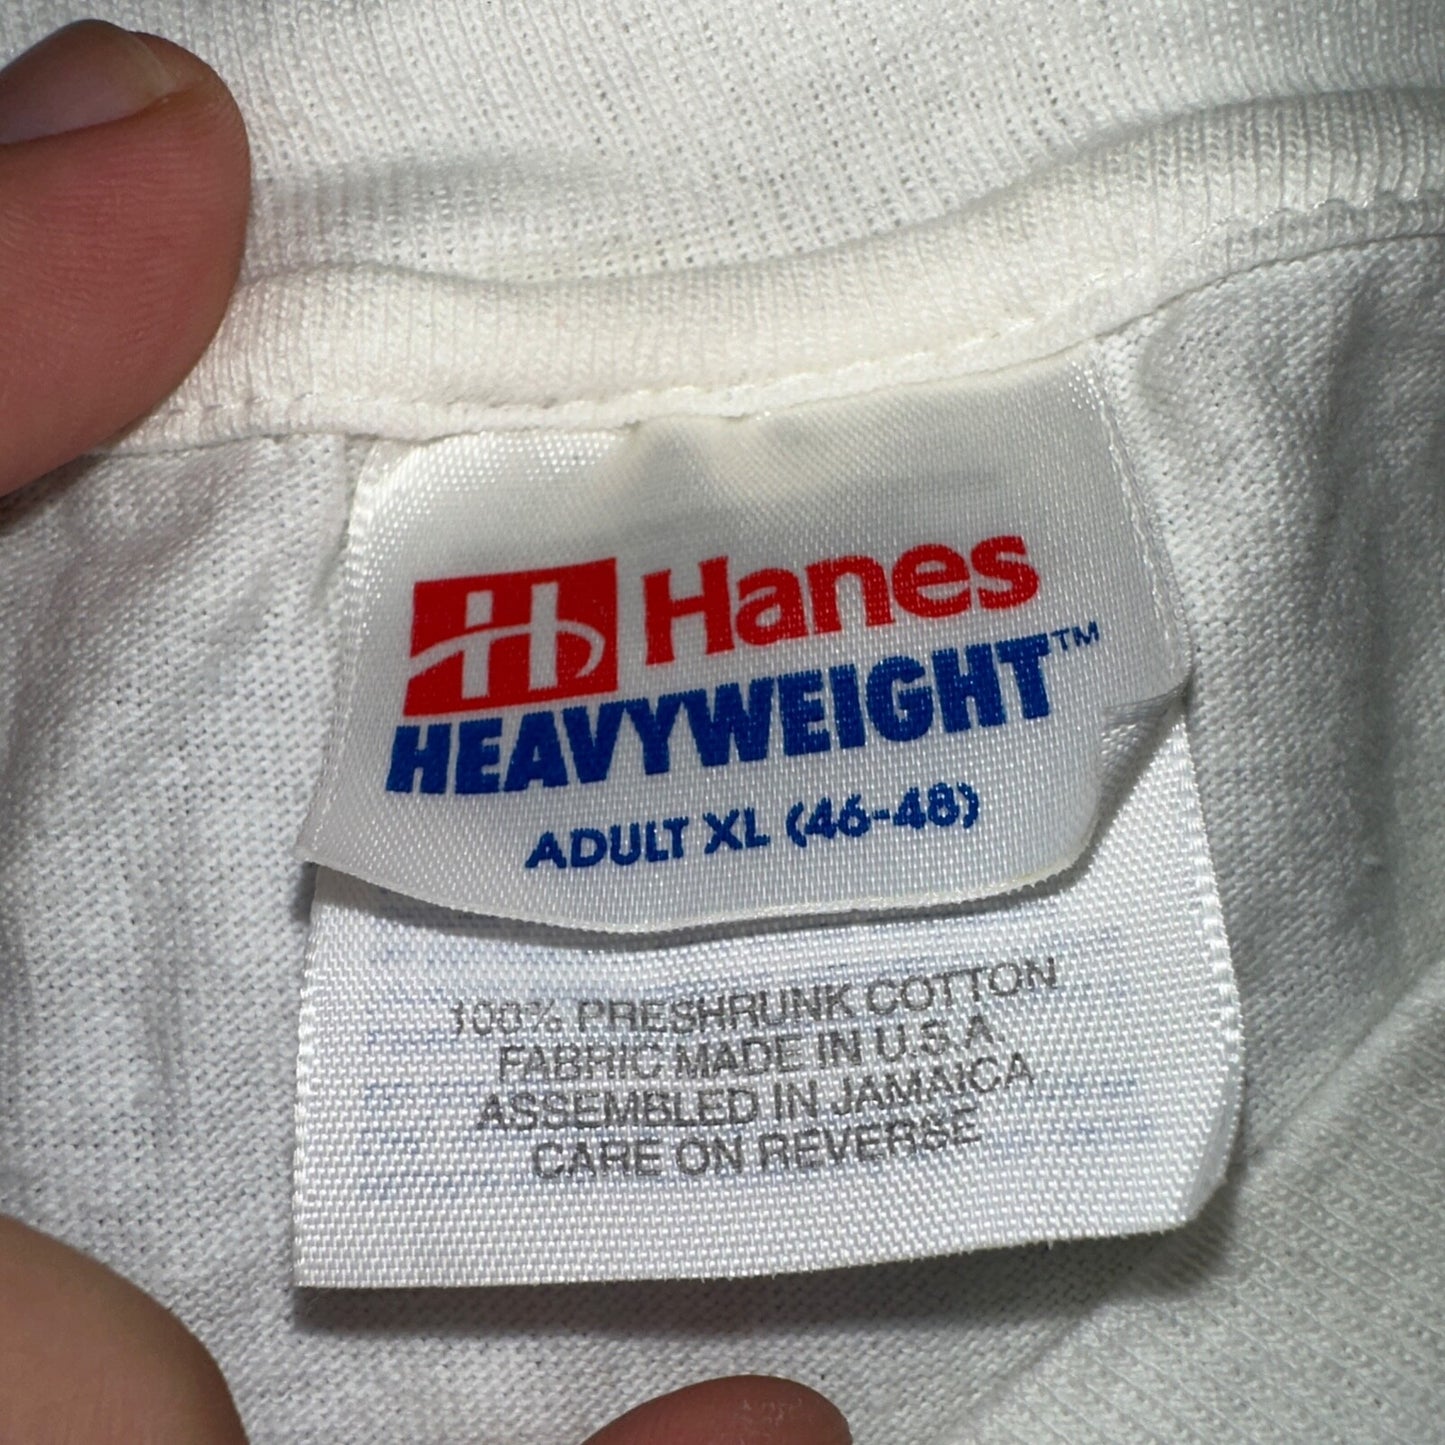 H Hanes
HEAVYWEIGHT™
ADULT XL (46-48)
100% PRESHRUNK COTTON
FABRIC MADE IN U.S.A.
ASSEMBLED IN JAMAICA
CARE ON REVERSE